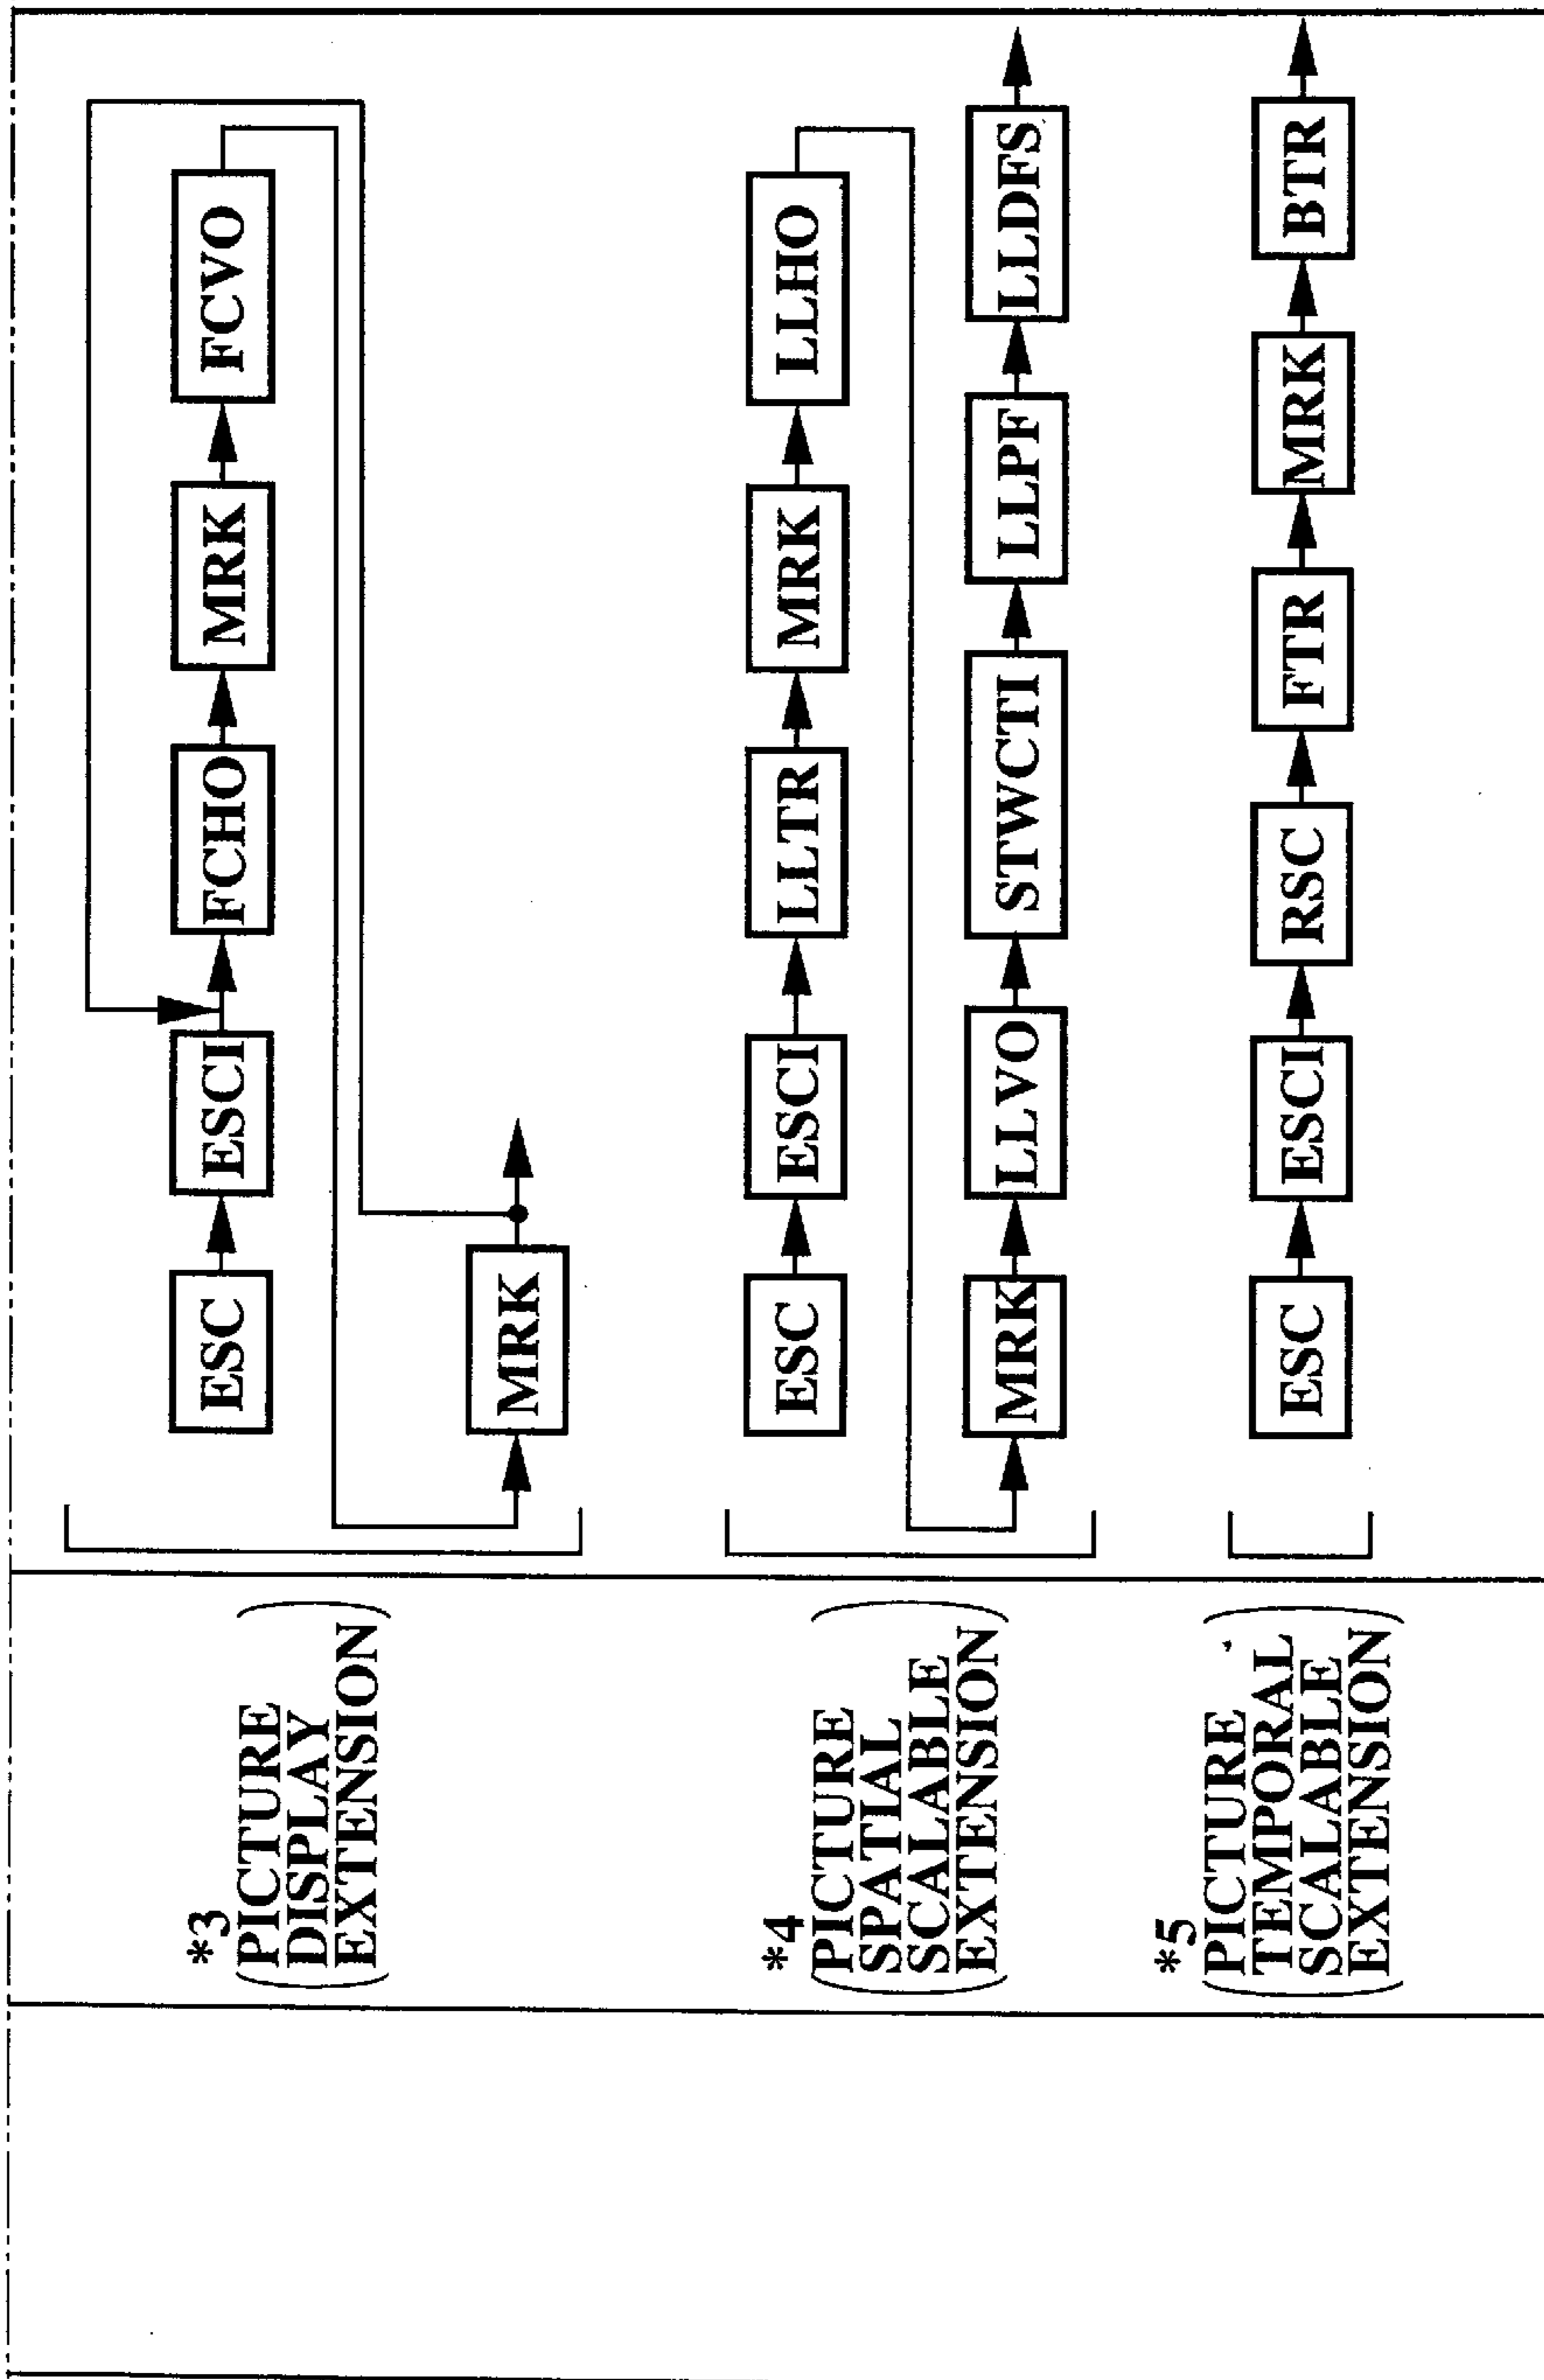 *3
(PICTURE
DISPLAY
EXTENSION)
ESC
ESCI
FCHO
MRK
FCVO
MRK
*4
(PICTURE
SPATIAL
SCALABLE
EXTENSION)
ESC
ESCI
LLTR
MRK
LLHO
MRK
LLVO
STWCTI
LLPF
LLDFS
*5
(PICTURE
TEMPORAL
SCALABLE
EXTENSION)
ESC
ESCI
RSC
FTR
MRK
BTR